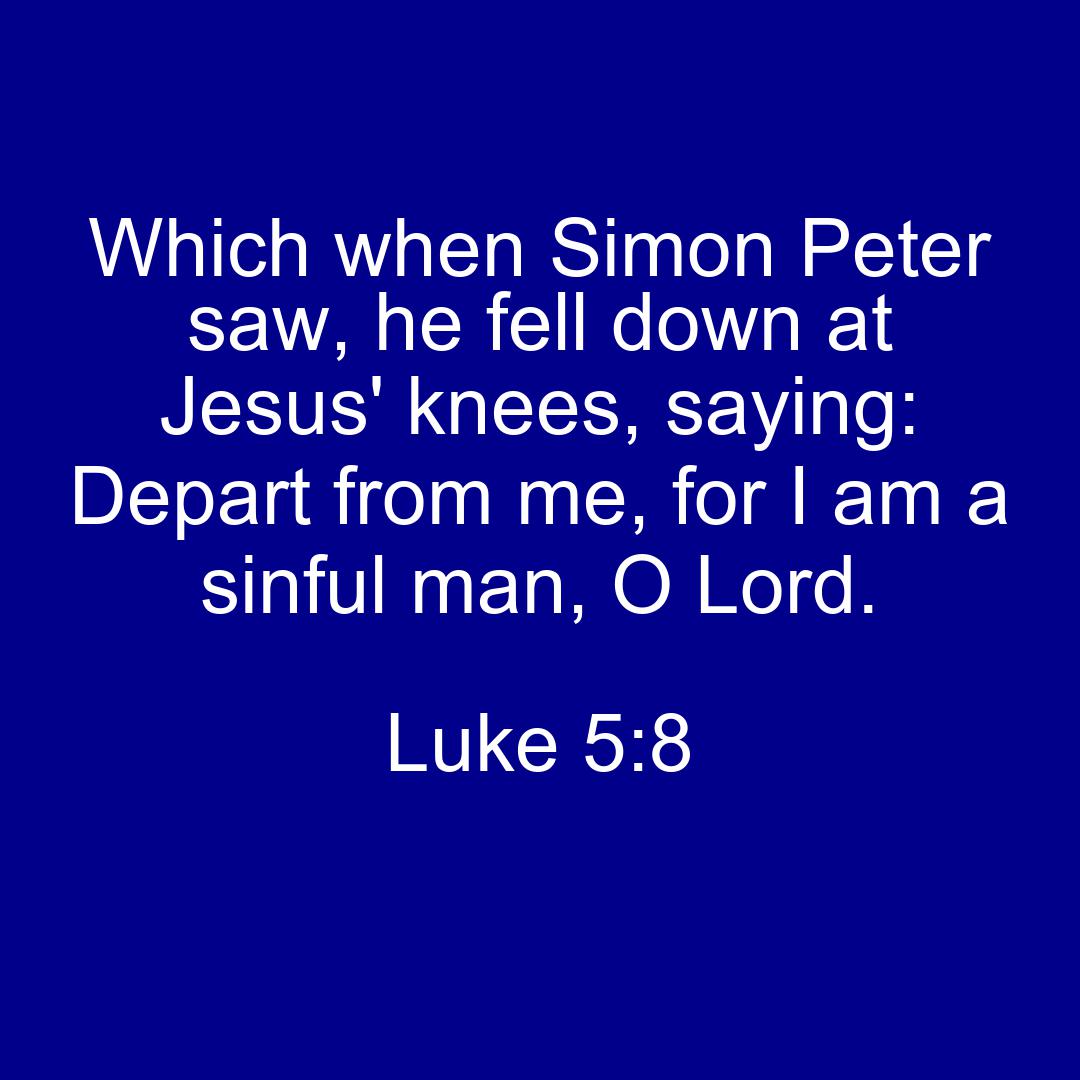 Which when Simon Peter
saw, he fell down at
Jesus' knees, saying:
Depart from me, for I am a
sinful man, O Lord.
Luke 5:8